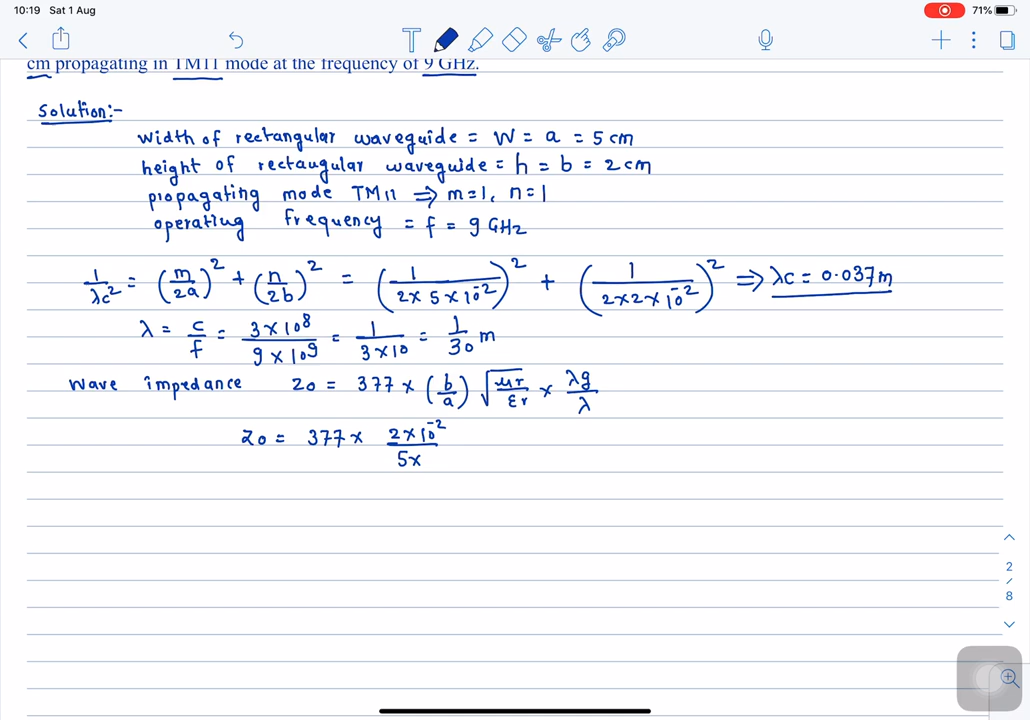 10:19 Sat 1 Aug
71%
cm propagating in TM11 mode at the frequency of 9 GHz.
Solution:-
width of rectangular waveguide = W = a = 5 cm
height of rectangular waveguide = h = b = 2 cm
propagating mode TM11 ⇒ m=1, n=1
operating frequency = f = 9 GHz
1/λc² = (m/2a)² + (n/2b)² = (1/(2×5×10⁻²))² + (1/(2×2×10⁻²))² ⇒ λc = 0.037m
λ = c/f = 3×10⁸/9×10⁹ = 1/3×10 = 1/30 m
wave impedance Zo = 377 × (b/a) √(μr/εr) × λg/λ
Zo = 377 × 2×10⁻²/5×
2
/
8